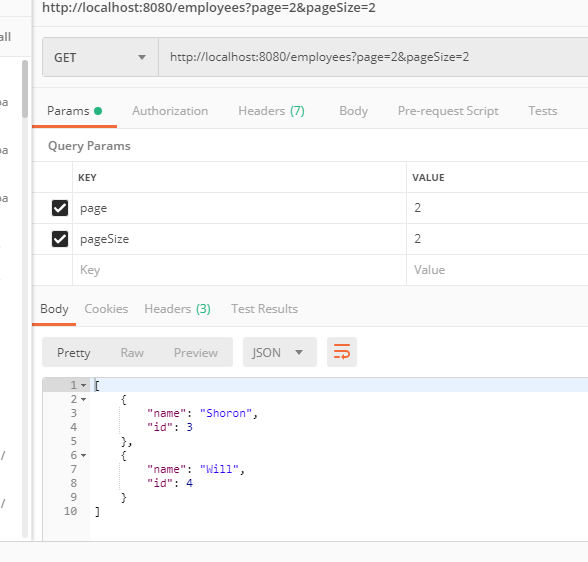 http://localhost:8080/employees?page=2&pageSize=2
all
GET http://localhost:8080/employees?page=2&pageSize=2
Params Authorization Headers (7) Body Pre-request Script Tests
Query Params
KEY VALUE
page 2
pageSize 2
Key Value
Body Cookies Headers (3) Test Results
Pretty Raw Preview JSON
1 [
2 {
3 "name": "Shoron",
4 "id": 3
5 },
6 {
7 "name": "Will",
8 "id": 4
9 }
10 ]